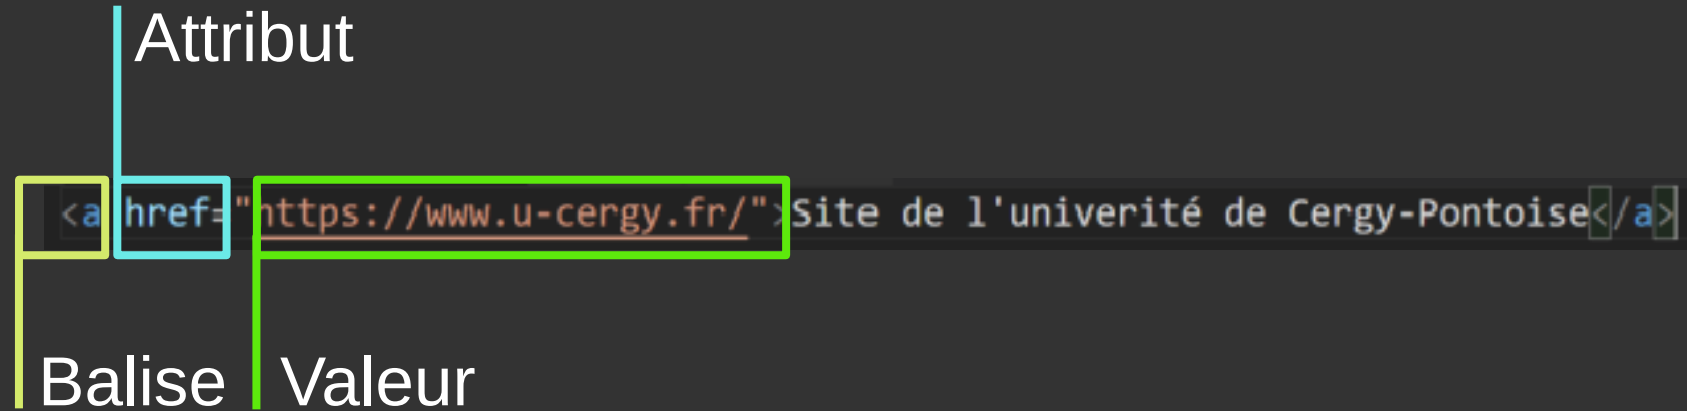 Attribut
<a href="https://www.u-cergy.fr/">Site de l'univerité de Cergy-Pontoise</a>
Balise Valeur